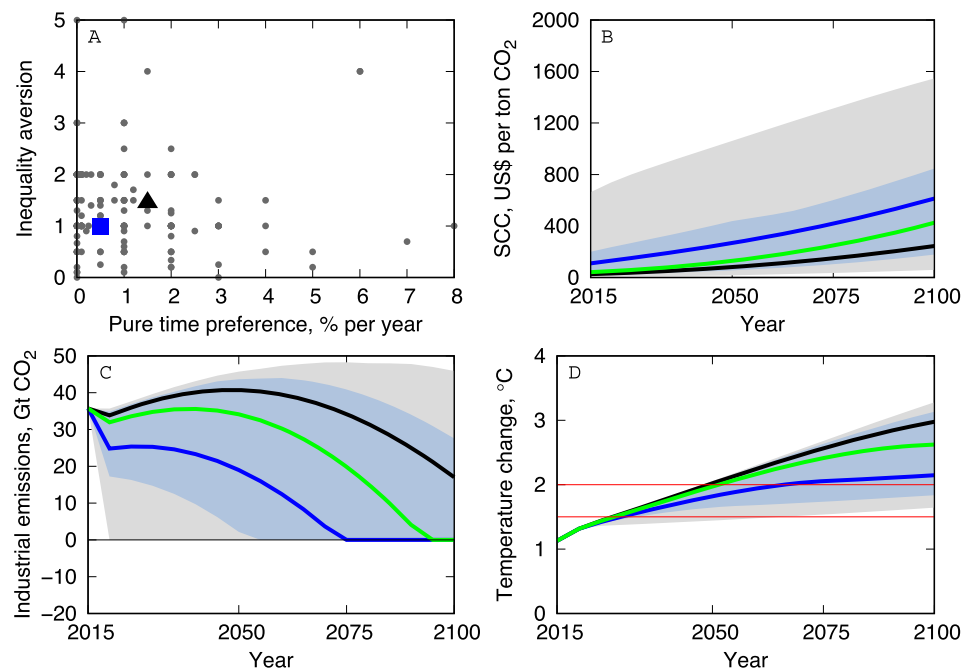 A
Inequality aversion
5
4
3
2
1
0
0 1 2 3 4 5 6 7 8
Pure time preference, % per year
B
SCC, US$ per ton CO2
2000
1600
1200
800
400
0
2015 2050 2075 2100
Year
C
Industrial emissions, Gt CO2
50
40
30
20
10
0
−10
−20
2015 2050 2075 2100
Year
D
Temperature change, °C
4
3
2
1
0
2015 2050 2075 2100
Year